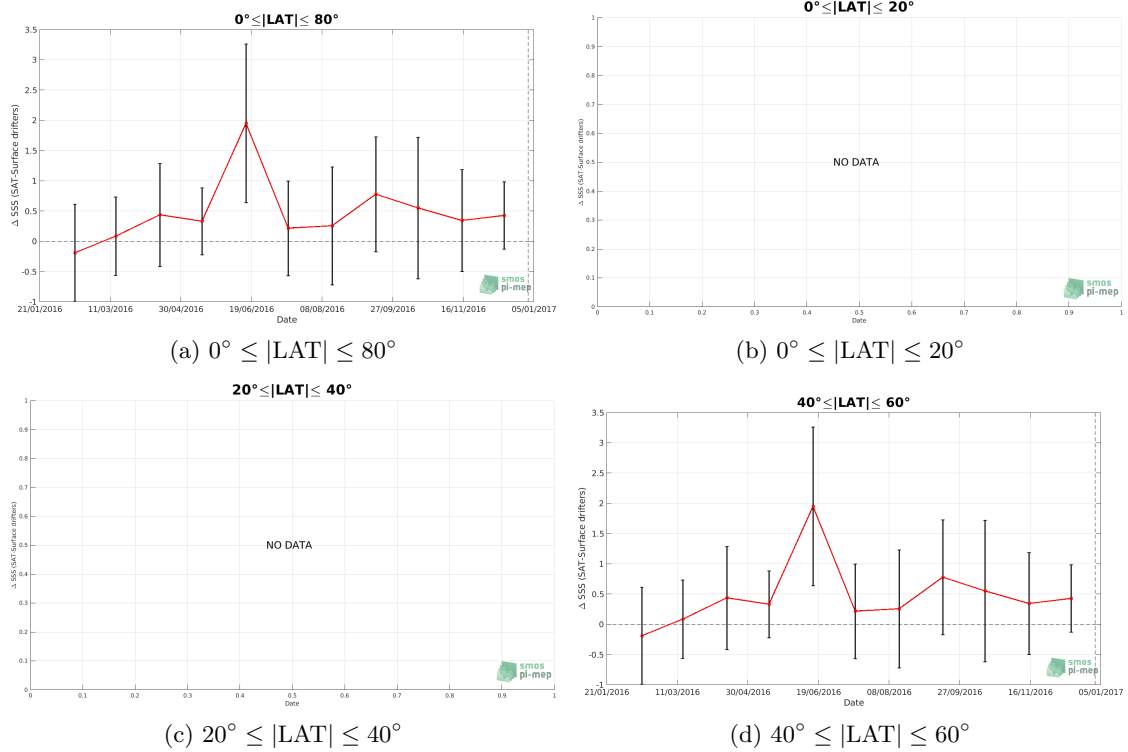 0°≤|LAT|≤ 80°
3.5
3
2.5
2
1.5
1
0.5
0
-0.5
-1
Δ SSS (SAT-Surface drifters)
21/01/2016 11/03/2016 30/04/2016 19/06/2016 08/08/2016 27/09/2016 16/11/2016 05/01/2017
Date
smos
pi-mep
(a) 0° ≤ |LAT| ≤ 80°
0°≤|LAT|≤ 20°
1
0.9
0.8
0.7
0.6
0.5
0.4
0.3
0.2
0.1
0
Δ SSS (SAT-Surface drifters)
NO DATA
0 0.1 0.2 0.3 0.4 0.5 0.6 0.7 0.8 0.9 1
Date
smos
pi-mep
(b) 0° ≤ |LAT| ≤ 20°
20°≤|LAT|≤ 40°
1
0.9
0.8
0.7
0.6
0.5
0.4
0.3
0.2
0.1
0
Δ SSS (SAT-Surface drifters)
NO DATA
0 0.1 0.2 0.3 0.4 0.5 0.6 0.7 0.8 0.9 1
Date
smos
pi-mep
(c) 20° ≤ |LAT| ≤ 40°
40°≤|LAT|≤ 60°
3.5
3
2.5
2
1.5
1
0.5
0
-0.5
-1
Δ SSS (SAT-Surface drifters)
21/01/2016 11/03/2016 30/04/2016 19/06/2016 08/08/2016 27/09/2016 16/11/2016 05/01/2017
Date
smos
pi-mep
(d) 40° ≤ |LAT| ≤ 60°